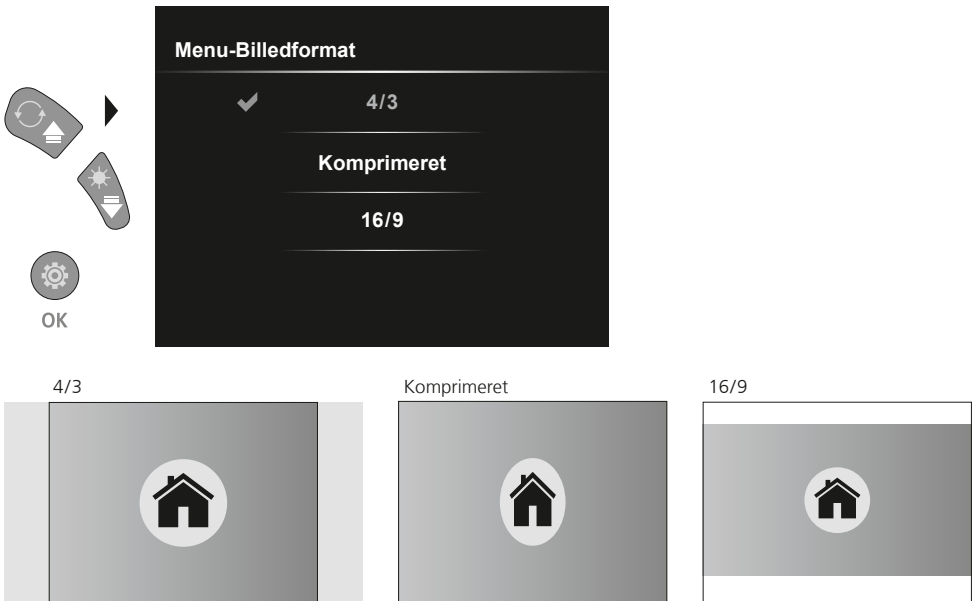 Menu-Billedformat
4/3
Komprimeret
16/9
OK
4/3
Komprimeret
16/9